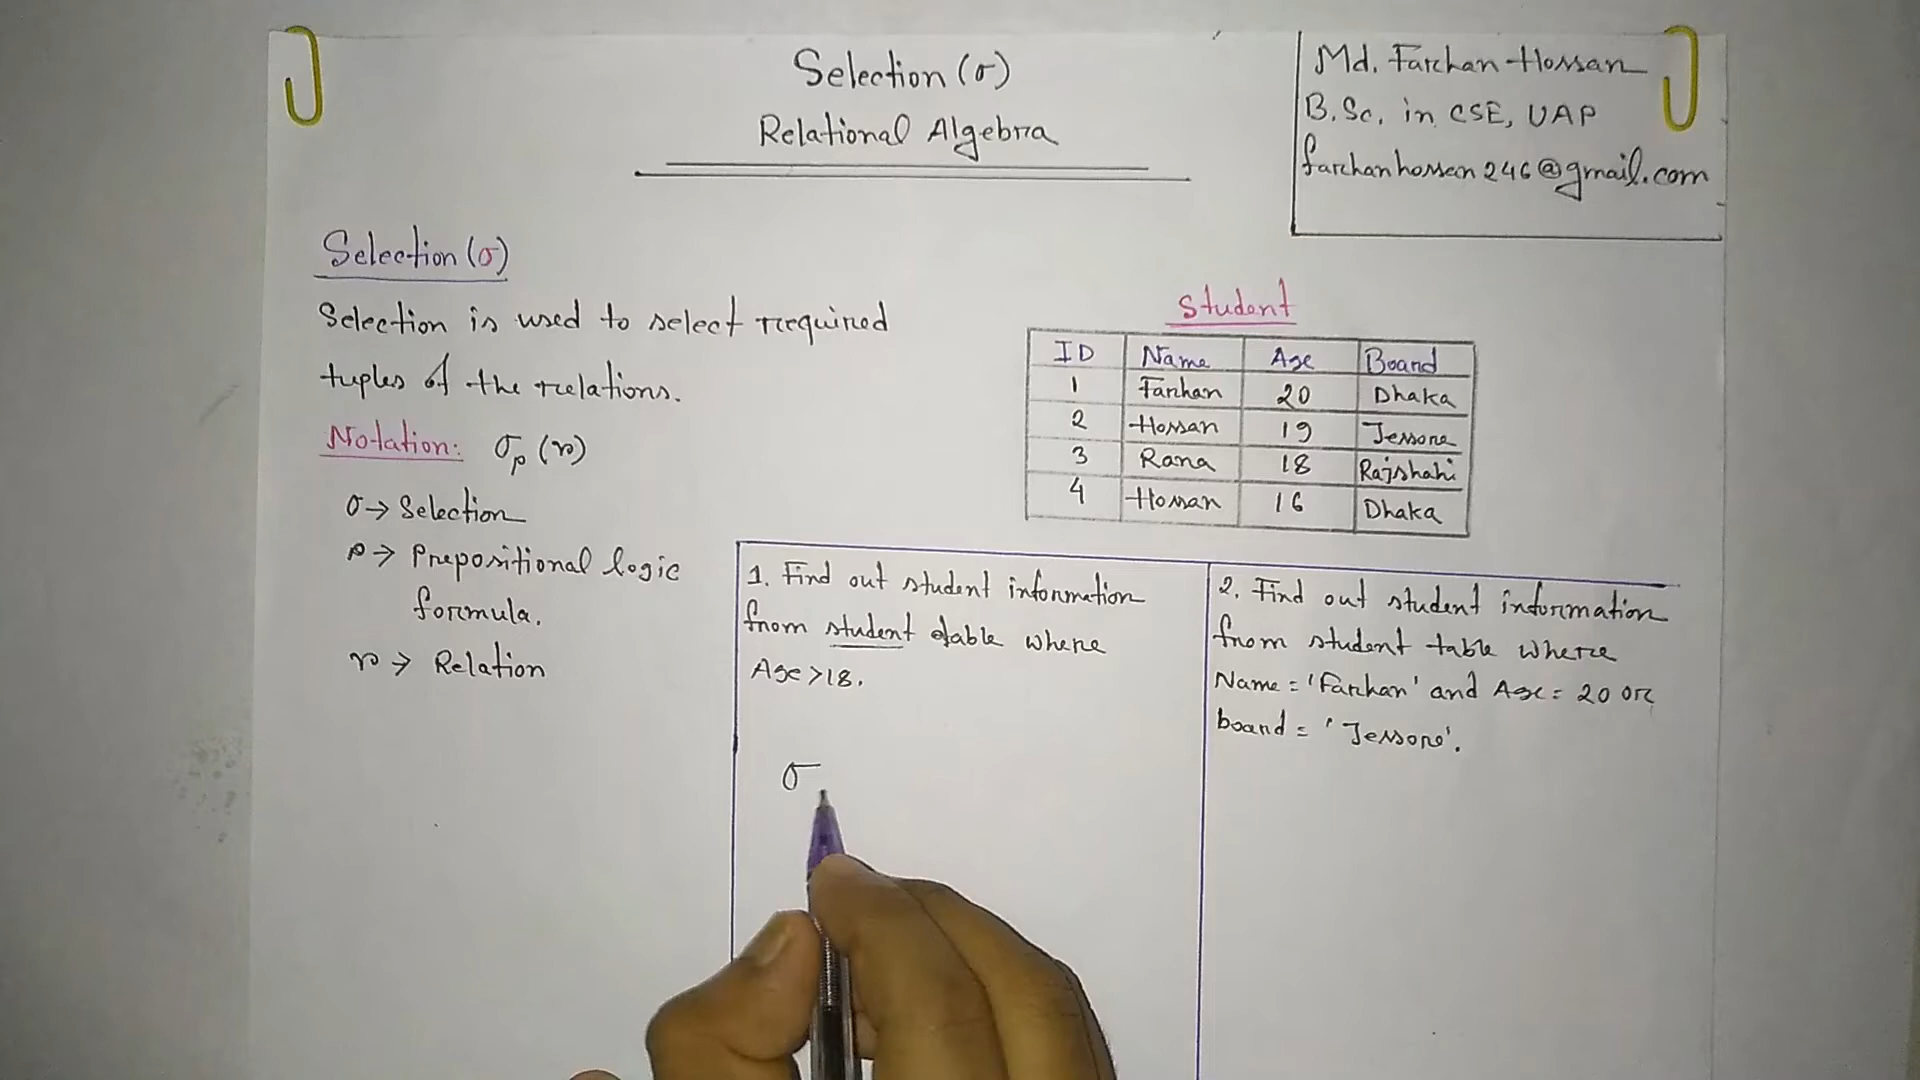 Selection (σ)
Relational Algebra
Md. Farhan Hossan
B.Sc. in CSE, UAP
farhanhossan246@gmail.com
Selection (σ)
Selection is used to select required
tuples of the relations.
Notation: σp (r)
σ → Selection
p → Prepositional logic
formula.
r → Relation
Student
ID Name Age Board
1 Farhan 20 Dhaka
2 Hossan 19 Jessore
3 Rana 18 Rajshahi
4 Hossan 16 Dhaka
1. Find out student information
from student table where
Age >18.
σ
2. Find out student information
from student table where
Name = 'Farhan' and Age = 20 or
board = 'Jessore'.